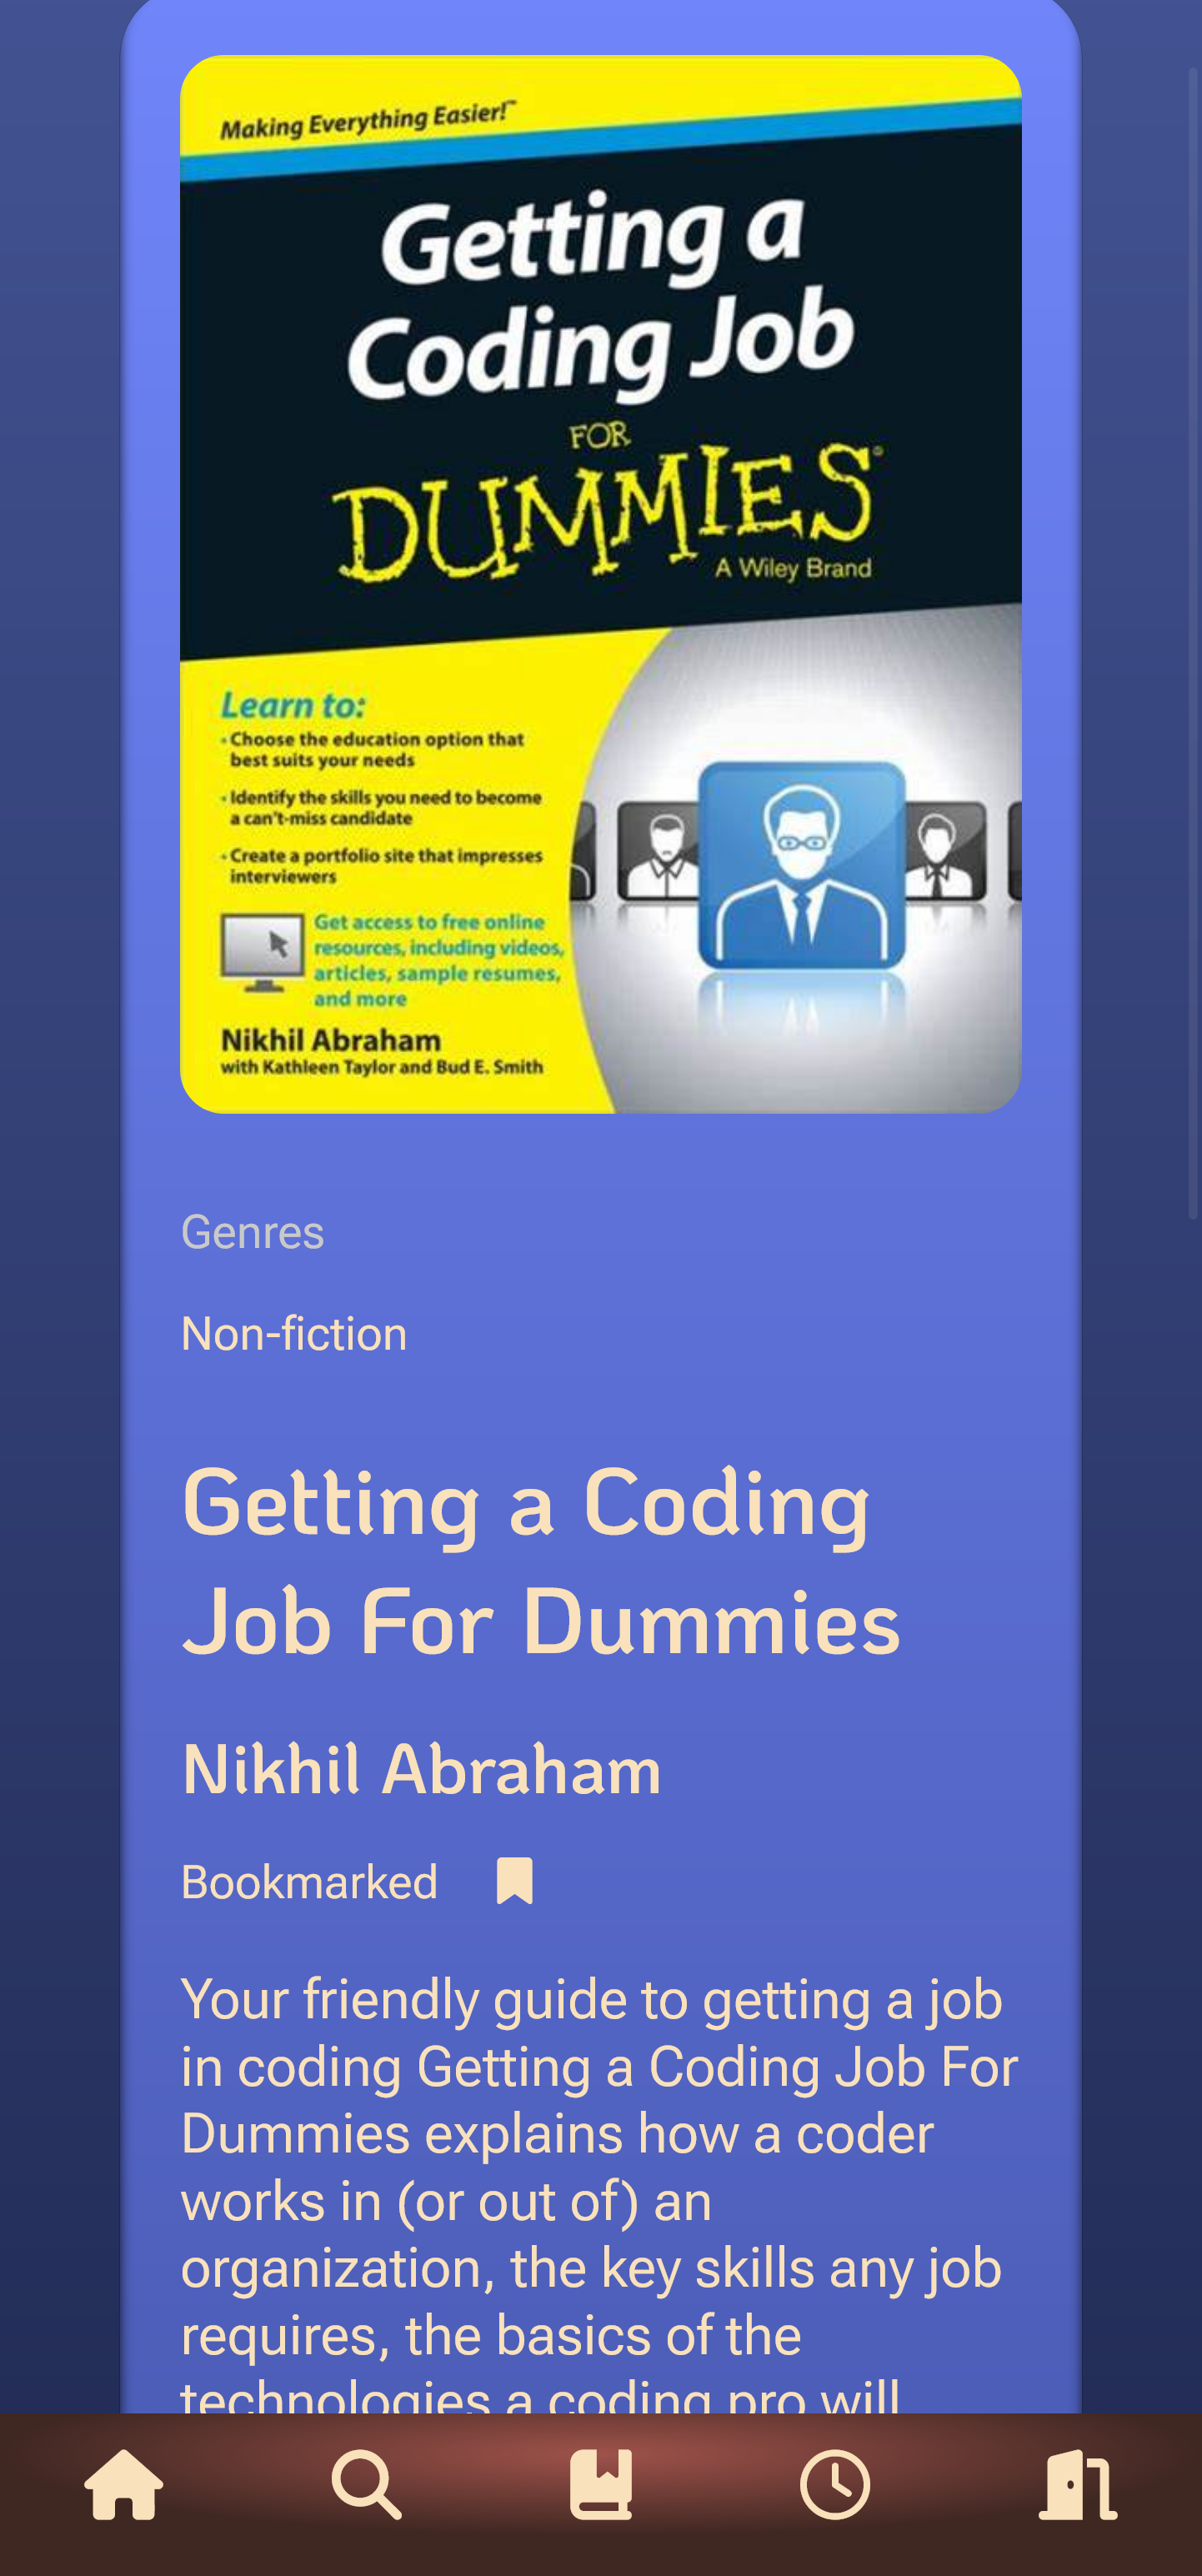 Making Everything Easier!™
Getting a
Coding Job
FOR
DUMMIES®
A Wiley Brand
Learn to:
• Choose the education option that
best suits your needs
• Identify the skills you need to become
a can't-miss candidate
• Create a portfolio site that impresses
interviewers
Get access to free online
resources, including videos,
articles, sample resumes,
and more
Nikhil Abraham
with Kathleen Taylor and Bud E. Smith
Genres
Non-fiction
Getting a Coding
Job For Dummies
Nikhil Abraham
Bookmarked
Your friendly guide to getting a job
in coding Getting a Coding Job For
Dummies explains how a coder
works in (or out of) an
organization, the key skills any job
requires, the basics of the
technologies a coding pro will